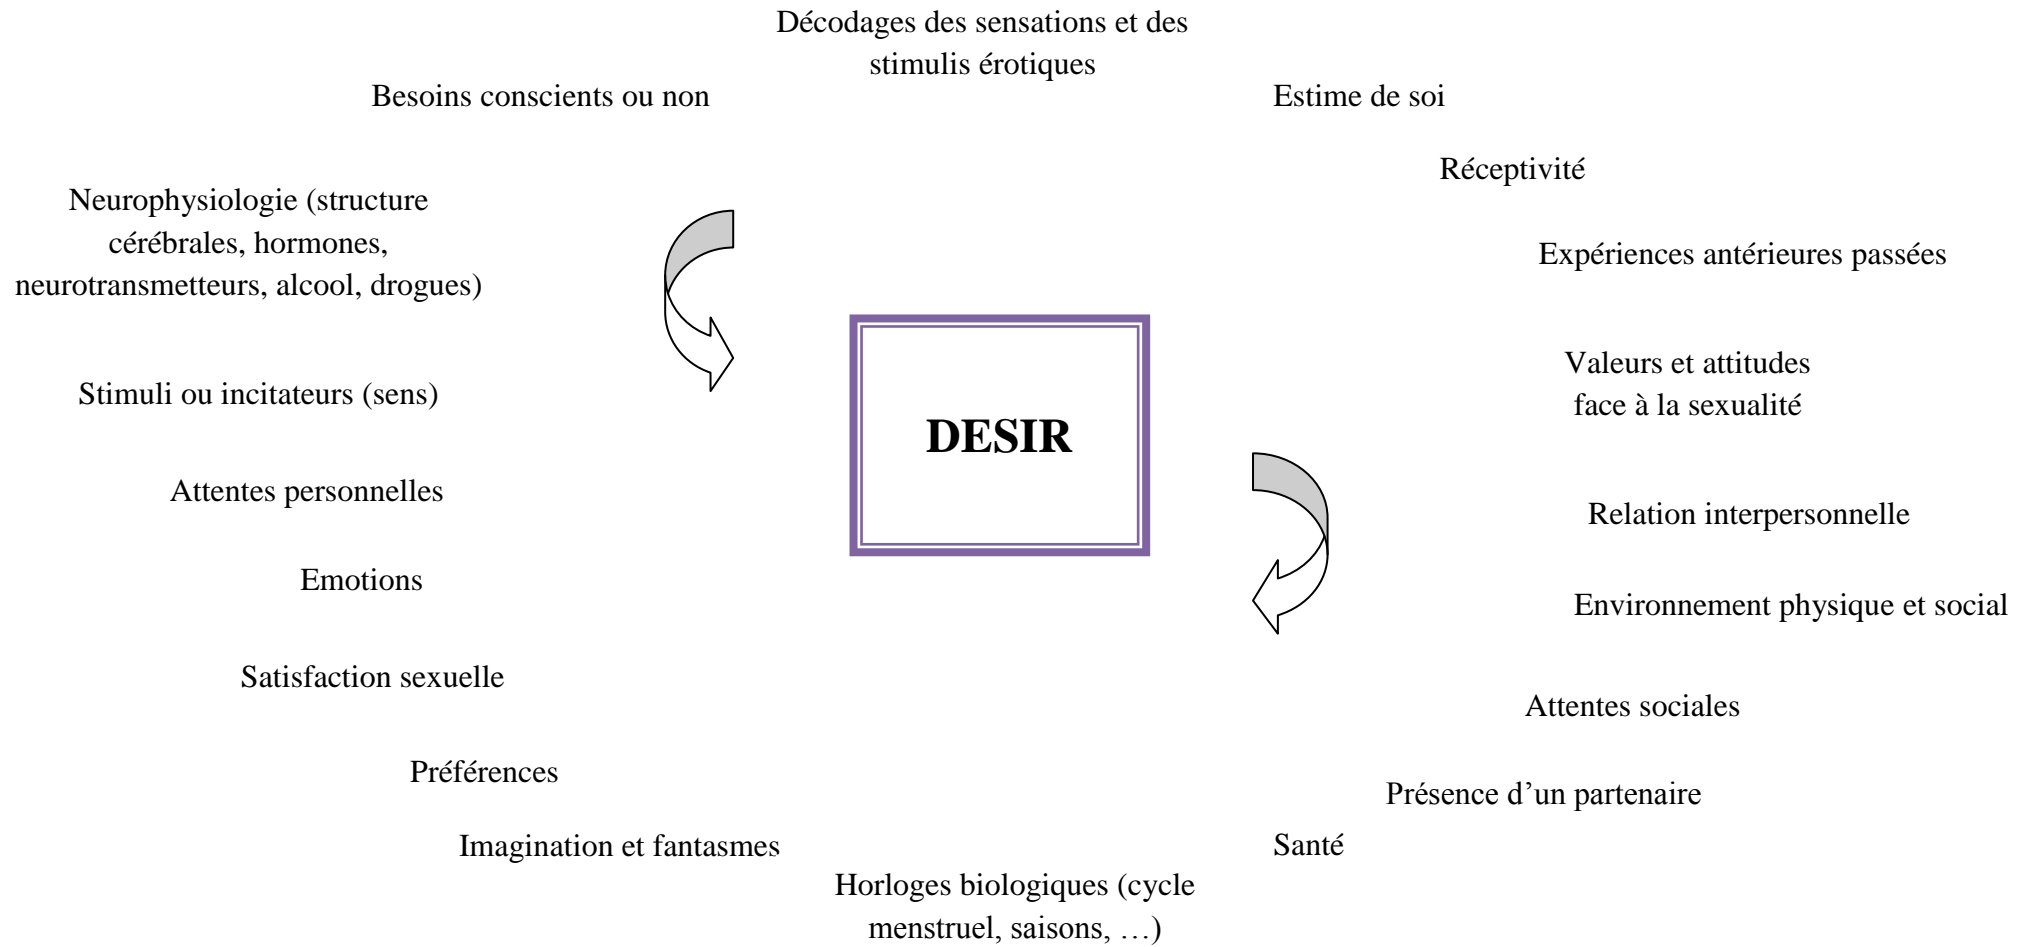 Décodages des sensations et des
stimulis érotiques
Besoins conscients ou non
Estime de soi
Réceptivité
Neurophysiologie (structure
cérébrales, hormones,
neurotransmetteurs, alcool, drogues)
Expériences antérieures passées
Valeurs et attitudes
face à la sexualité
Stimuli ou incitateurs (sens)
DESIR
Attentes personnelles
Relation interpersonnelle
Emotions
Environnement physique et social
Satisfaction sexuelle
Attentes sociales
Préférences
Présence d’un partenaire
Imagination et fantasmes
Santé
Horloges biologiques (cycle
menstruel, saisons, …)